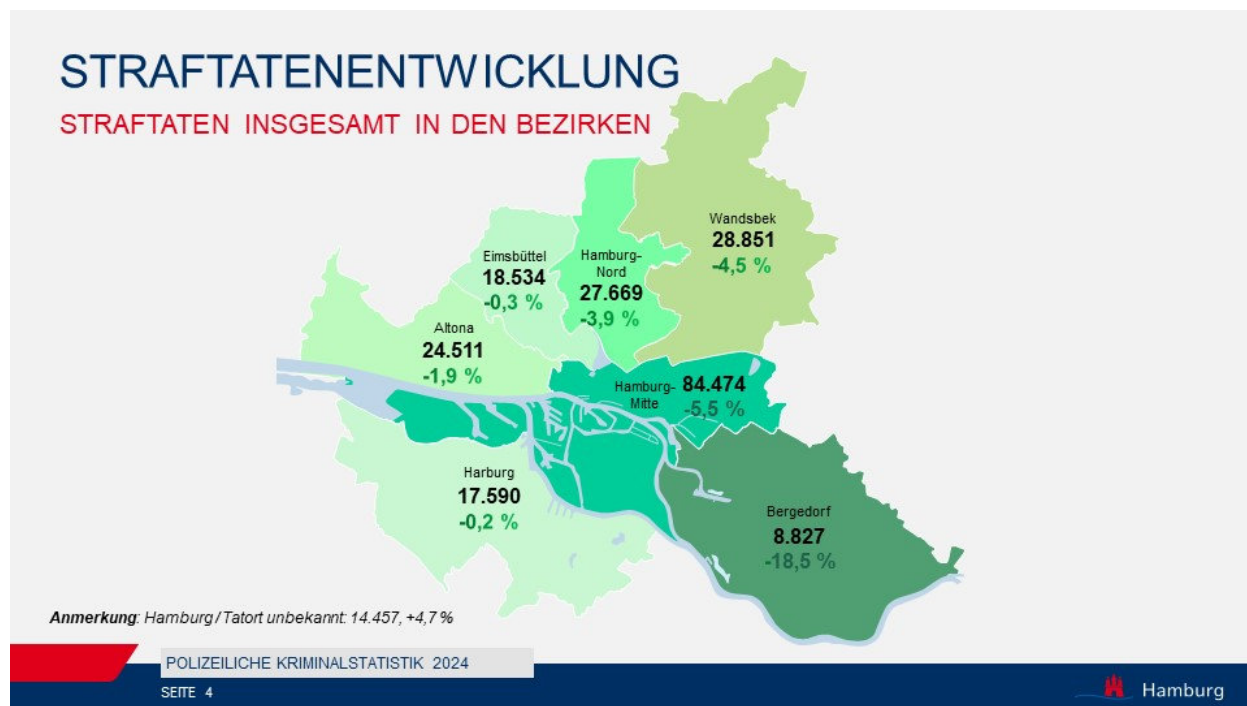 STRAFTATENENTWICKLUNG
STRAFTATEN INSGESAMT IN DEN BEZIRKEN
Wandsbek
28.851
-4,5 %
Eimsbüttel
18.534
-0,3 %
Hamburg-
Nord
27.669
-3,9 %
Altona
24.511
-1,9 %
Hamburg-
Mitte
84.474
-5,5 %
Harburg
17.590
-0,2 %
Bergedorf
8.827
-18,5 %
Anmerkung: Hamburg / Tatort unbekannt: 14.457, +4,7 %
POLIZEILICHE KRIMINALSTATISTIK 2024
SEITE 4
Hamburg